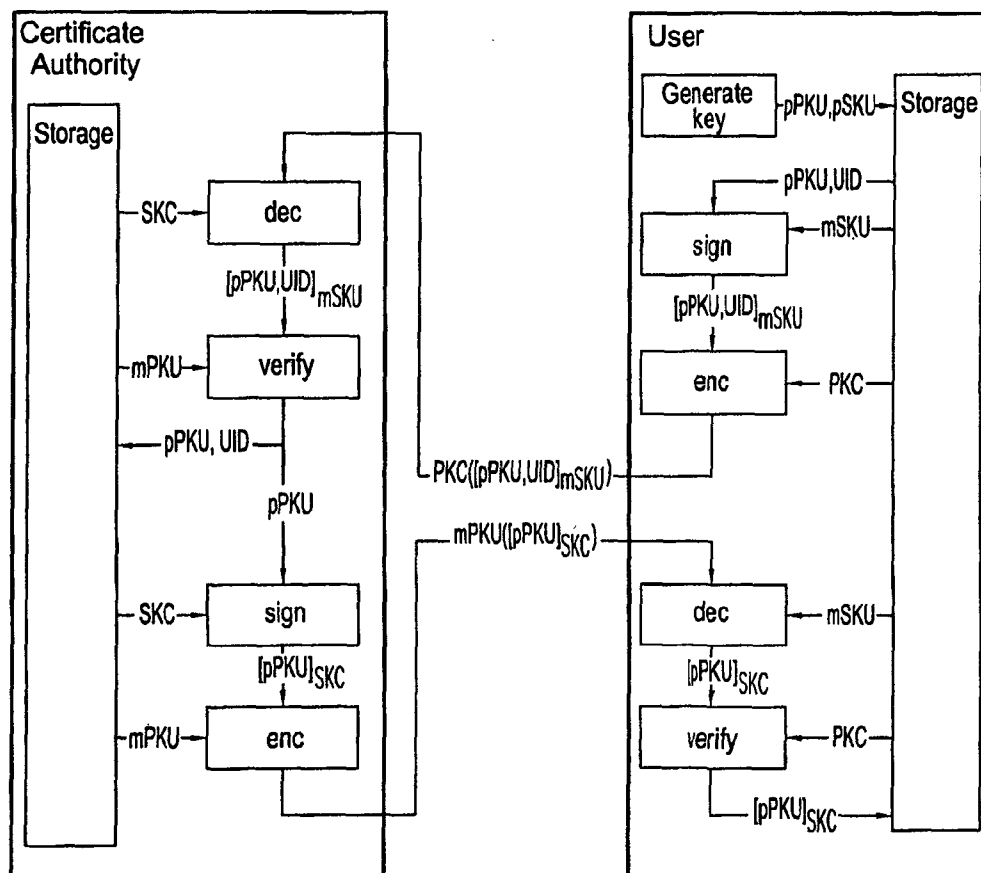 Certificate
Authority
Storage
SKC
dec
[pPKU,UID]mSKU
mPKU
verify
pPKU, UID
pPKU
SKC
sign
[pPKU]SKC
mPKU
enc
PKC([pPKU,UID]mSKU)
mPKU([pPKU]SKC)
User
Generate
key
pPKU,pSKU
Storage
pPKU,UID
mSKU
sign
[pPKU,UID]mSKU
enc
PKC
dec
mSKU
[pPKU]SKC
verify
PKC
[pPKU]SKC